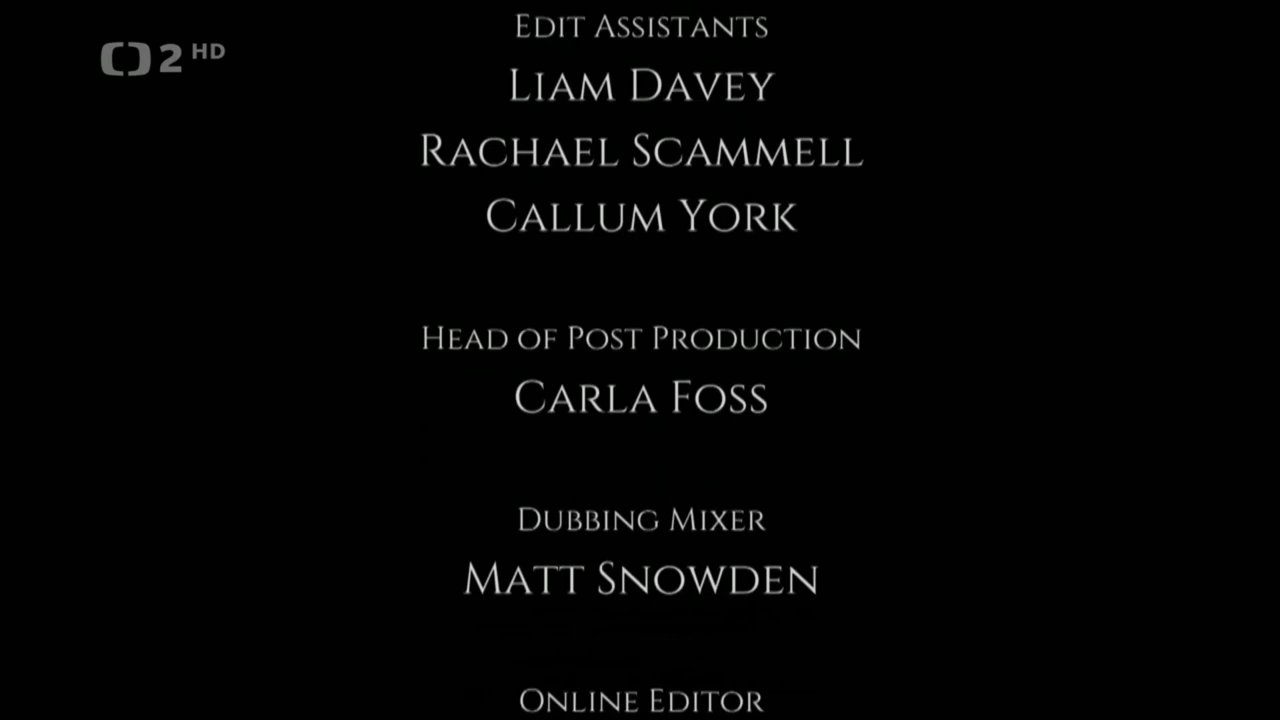 2 HD
Edit Assistants
Liam Davey
Rachael Scammell
Callum York
Head of Post Production
Carla Foss
Dubbing Mixer
Matt Snowden
Online Editor